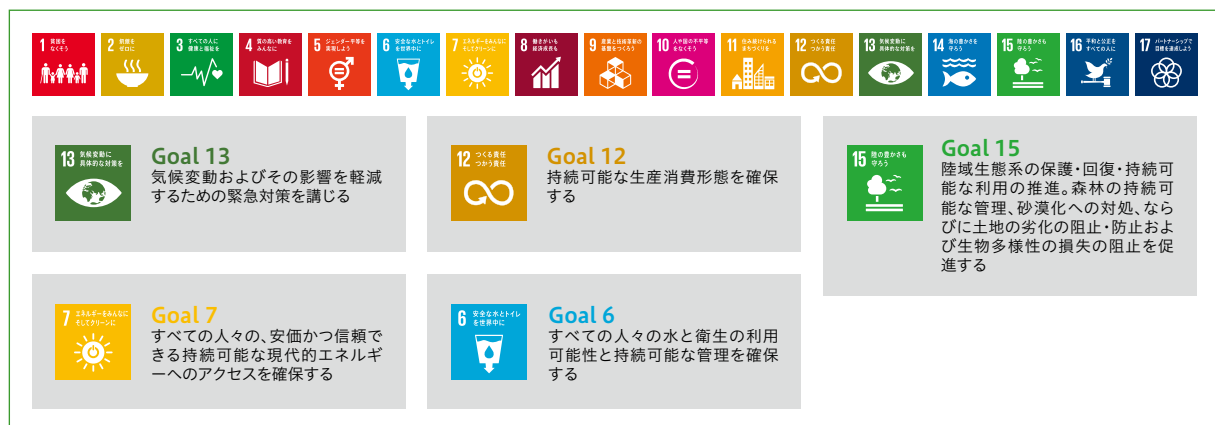 1 貧困を
なくそう
2 飢餓を
ゼロに
3 すべての人に
健康と福祉を
4 質の高い教育を
みんなに
5 ジェンダー平等を
実現しよう
6 安全な水とトイレ
を世界中に
7 エネルギーをみんなに
そしてクリーンに
8 働きがいも
経済成長も
9 産業と技術革新の
基盤をつくろう
10 人や国の不平等
をなくそう
11 住み続けられる
まちづくりを
12 つくる責任
つかう責任
13 気候変動に
具体的な対策を
14 海の豊かさを
守ろう
15 陸の豊かさも
守ろう
16 平和と公正を
すべての人に
17 パートナーシップで
目標を達成しよう
13 気候変動に
具体的な対策を
Goal 13
気候変動およびその影響を軽減
するための緊急対策を講じる
12 つくる責任
つかう責任
Goal 12
持続可能な生産消費形態を確保
する
15 陸の豊かさも
守ろう
Goal 15
陸域生態系の保護・回復・持続可
能な利用の推進。森林の持続可
能な管理、砂漠化への対処、なら
びに土地の劣化の阻止・防止およ
び生物多様性の損失の阻止を促
進する
7 エネルギーをみんなに
そしてクリーンに
Goal 7
すべての人々の、安価かつ信頼で
きる持続可能な現代的エネルギ
ーへのアクセスを確保する
6 安全な水とトイレ
を世界中に
Goal 6
すべての人々の水と衛生の利用
可能性と持続可能な管理を確保
する